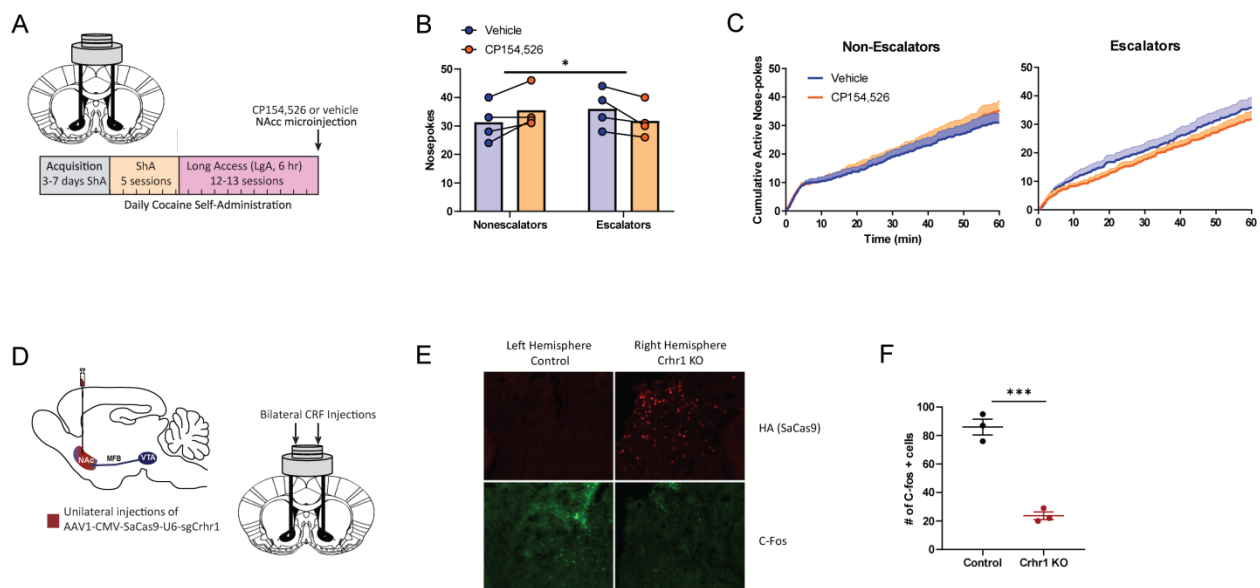 A
CP154,526 or vehicle
NAcc microinjection
Acquisition
3-7 days ShA
ShA
5 sessions
Long Access (LgA, 6 hr)
12-13 sessions
Daily Cocaine Self-Administration
B
Vehicle
CP154,526
*
50
40
30
20
10
0
Nosepokes
Nonescalators
Escalators
C
Non-Escalators
Escalators
Vehicle
CP154,526
Cumulative Active Nose-pokes
60
50
40
30
20
10
0
0 10 20 30 40 50 60
60
50
40
30
20
10
0
0 10 20 30 40 50 60
Time (min)
D
NAc
MFB
VTA
Unilateral injections of
AAV1-CMV-SaCas9-U6-sgCrhr1
Bilateral CRF Injections
E
Left Hemisphere
Control
Right Hemisphere
Crhr1 KO
HA (SaCas9)
C-Fos
F
***
# of C-fos + cells
100
80
60
40
20
0
Control
Crhr1 KO